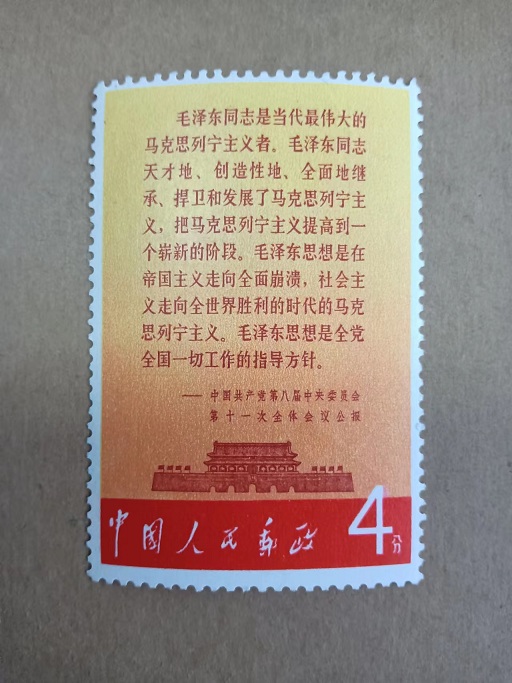 毛泽东同志是当代最伟大的
马克思列宁主义者。毛泽东同志
天才地、创造性地、全面地继
承、捍卫和发展了马克思列宁主
义，把马克思列宁主义提高到一
个崭新的阶段。毛泽东思想是在
帝国主义走向全面崩溃，社会主
义走向全世界胜利的时代的马克
思列宁主义。毛泽东思想是全党
全国一切工作的指导方针。
——中国共产党第八届中央委员会
第十一次全体会议公报
中国人民邮政 4分